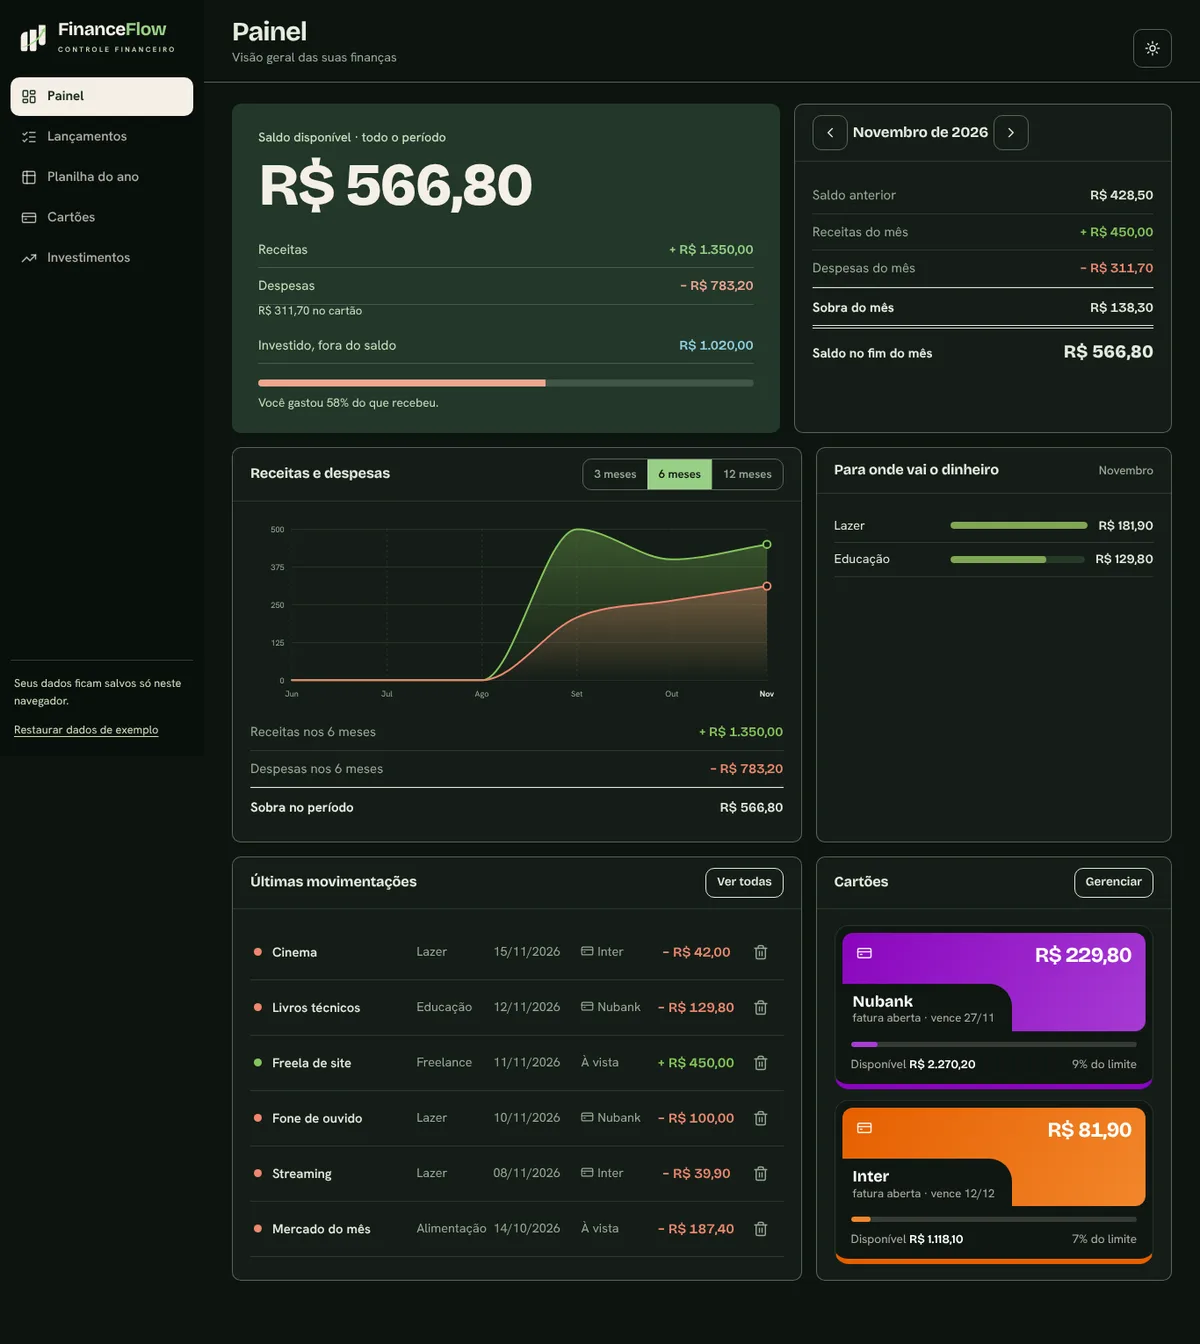 FinanceFlow
CONTROLE FINANCEIRO
Painel
Lançamentos
Planilha do ano
Cartões
Investimentos
Seus dados ficam salvos só neste
navegador.
Restaurar dados de exemplo
Painel
Visão geral das suas finanças
Saldo disponível · todo o período
R$ 566,80
Receitas + R$ 1.350,00
Despesas − R$ 783,20
R$ 311,70 no cartão
Investido, fora do saldo R$ 1.020,00
Você gastou 58% do que recebeu.
Novembro de 2026
Saldo anterior R$ 428,50
Receitas do mês + R$ 450,00
Despesas do mês − R$ 311,70
Sobra do mês R$ 138,30
Saldo no fim do mês R$ 566,80
Receitas e despesas 3 meses 6 meses 12 meses
500
375
250
125
0
Jun Jul Ago Set Out Nov
Receitas nos 6 meses + R$ 1.350,00
Despesas nos 6 meses − R$ 783,20
Sobra no período R$ 566,80
Para onde vai o dinheiro Novembro
Lazer R$ 181,90
Educação R$ 129,80
Últimas movimentações Ver todas
Cinema Lazer 15/11/2026 Inter − R$ 42,00
Livros técnicos Educação 12/11/2026 Nubank − R$ 129,80
Freela de site Freelance 11/11/2026 À vista + R$ 450,00
Fone de ouvido Lazer 10/11/2026 Nubank − R$ 100,00
Streaming Lazer 08/11/2026 Inter − R$ 39,90
Mercado do mês Alimentação 14/10/2026 À vista − R$ 187,40
Cartões Gerenciar
R$ 229,80
Nubank
fatura aberta · vence 27/11
Disponível R$ 2.270,20 9% do limite
R$ 81,90
Inter
fatura aberta · vence 12/12
Disponível R$ 1.118,10 7% do limite